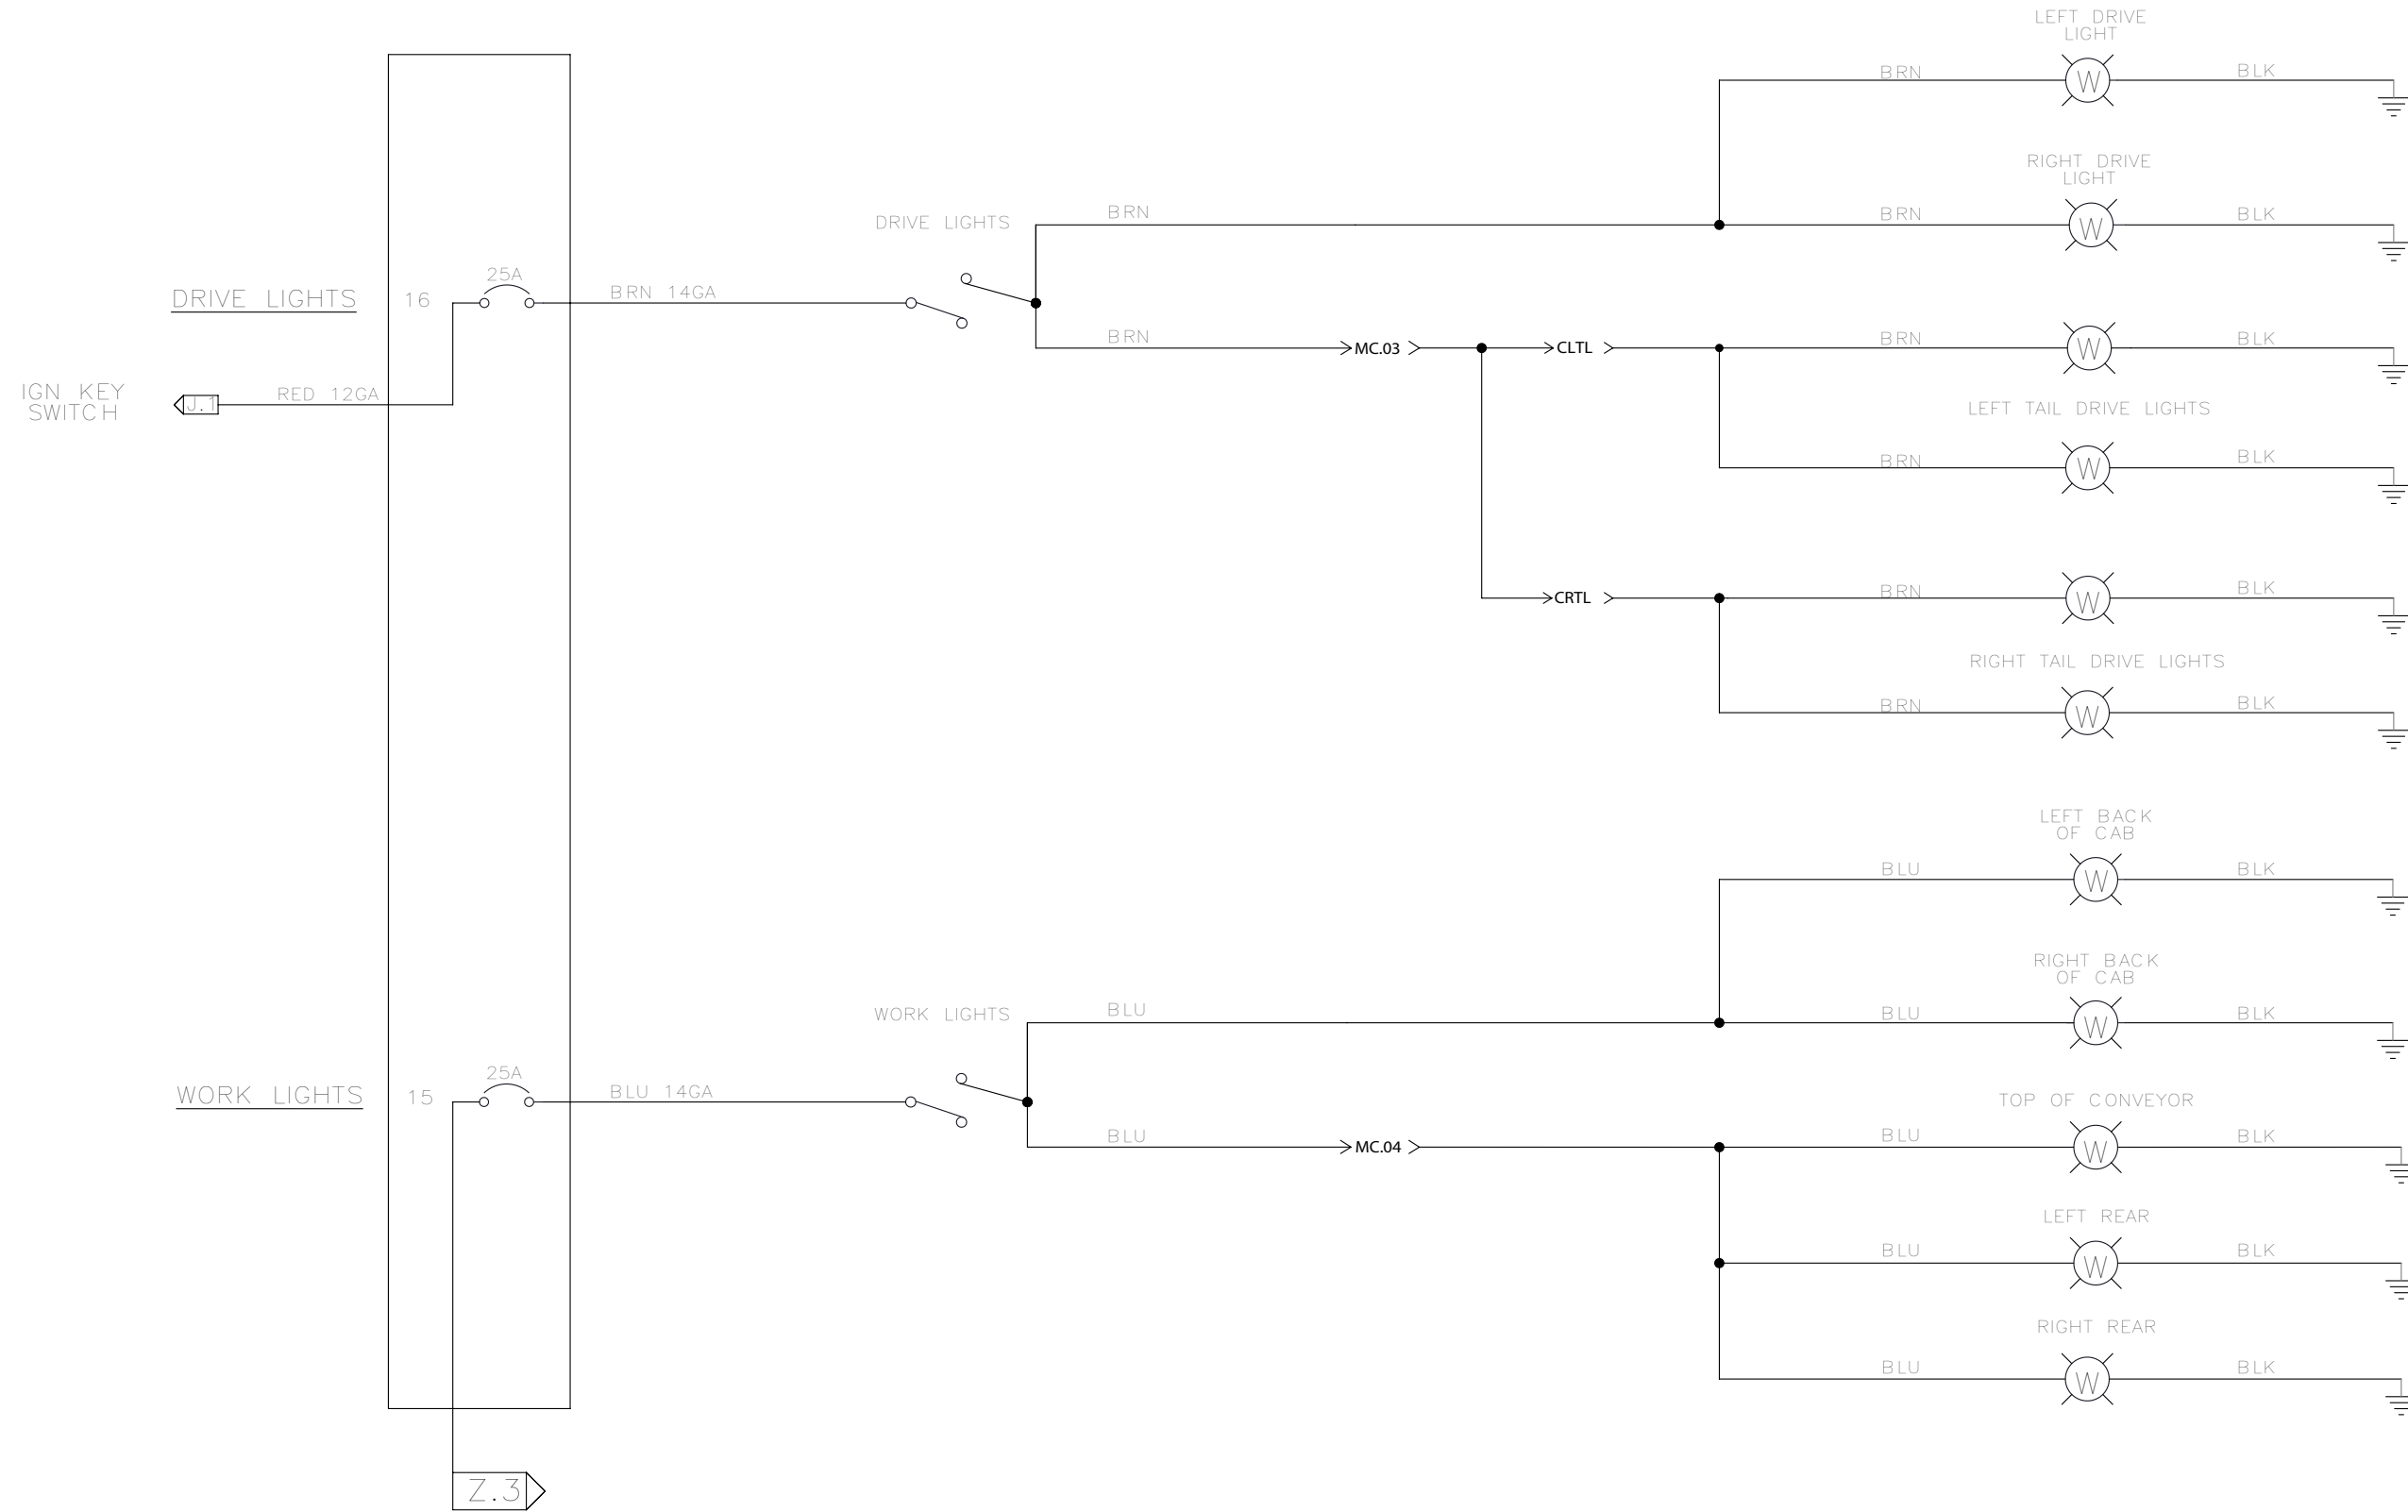 LEFT DRIVE
LIGHT
BRN
BLK
W
RIGHT DRIVE
LIGHT
DRIVE LIGHTS
BRN
BRN
BLK
W
DRIVE LIGHTS
16
25A
BRN 14GA
BRN
MC.03
CLTL
BRN
BLK
W
IGN KEY
SWITCH
J.1
RED 12GA
LEFT TAIL DRIVE LIGHTS
BRN
BLK
W
CRTL
BRN
BLK
W
RIGHT TAIL DRIVE LIGHTS
BRN
BLK
W
LEFT BACK
OF CAB
BLU
BLK
W
RIGHT BACK
OF CAB
WORK LIGHTS
BLU
BLU
BLK
W
WORK LIGHTS
15
25A
BLU 14GA
TOP OF CONVEYOR
BLU
MC.04
BLU
BLK
W
LEFT REAR
BLU
BLK
W
RIGHT REAR
BLU
BLK
W
Z.3